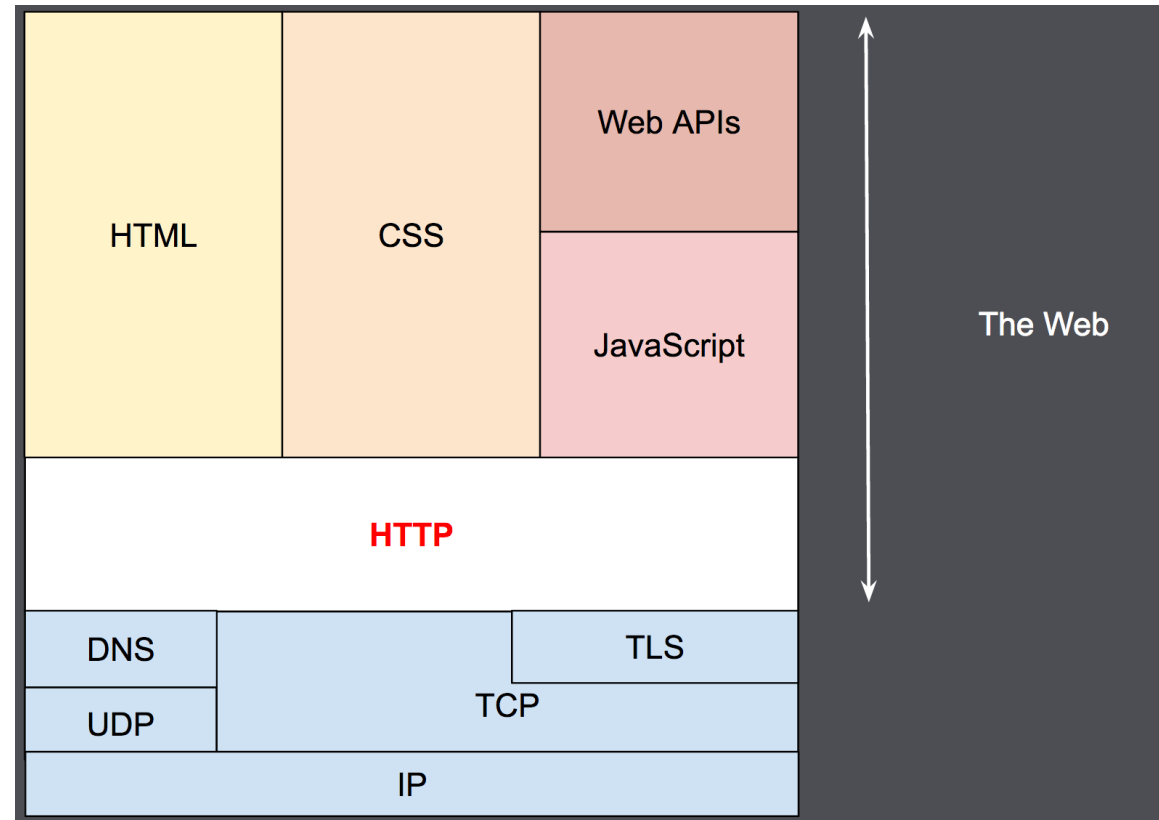 Web APIs
HTML
CSS
JavaScript
The Web
HTTP
DNS
TLS
TCP
UDP
IP